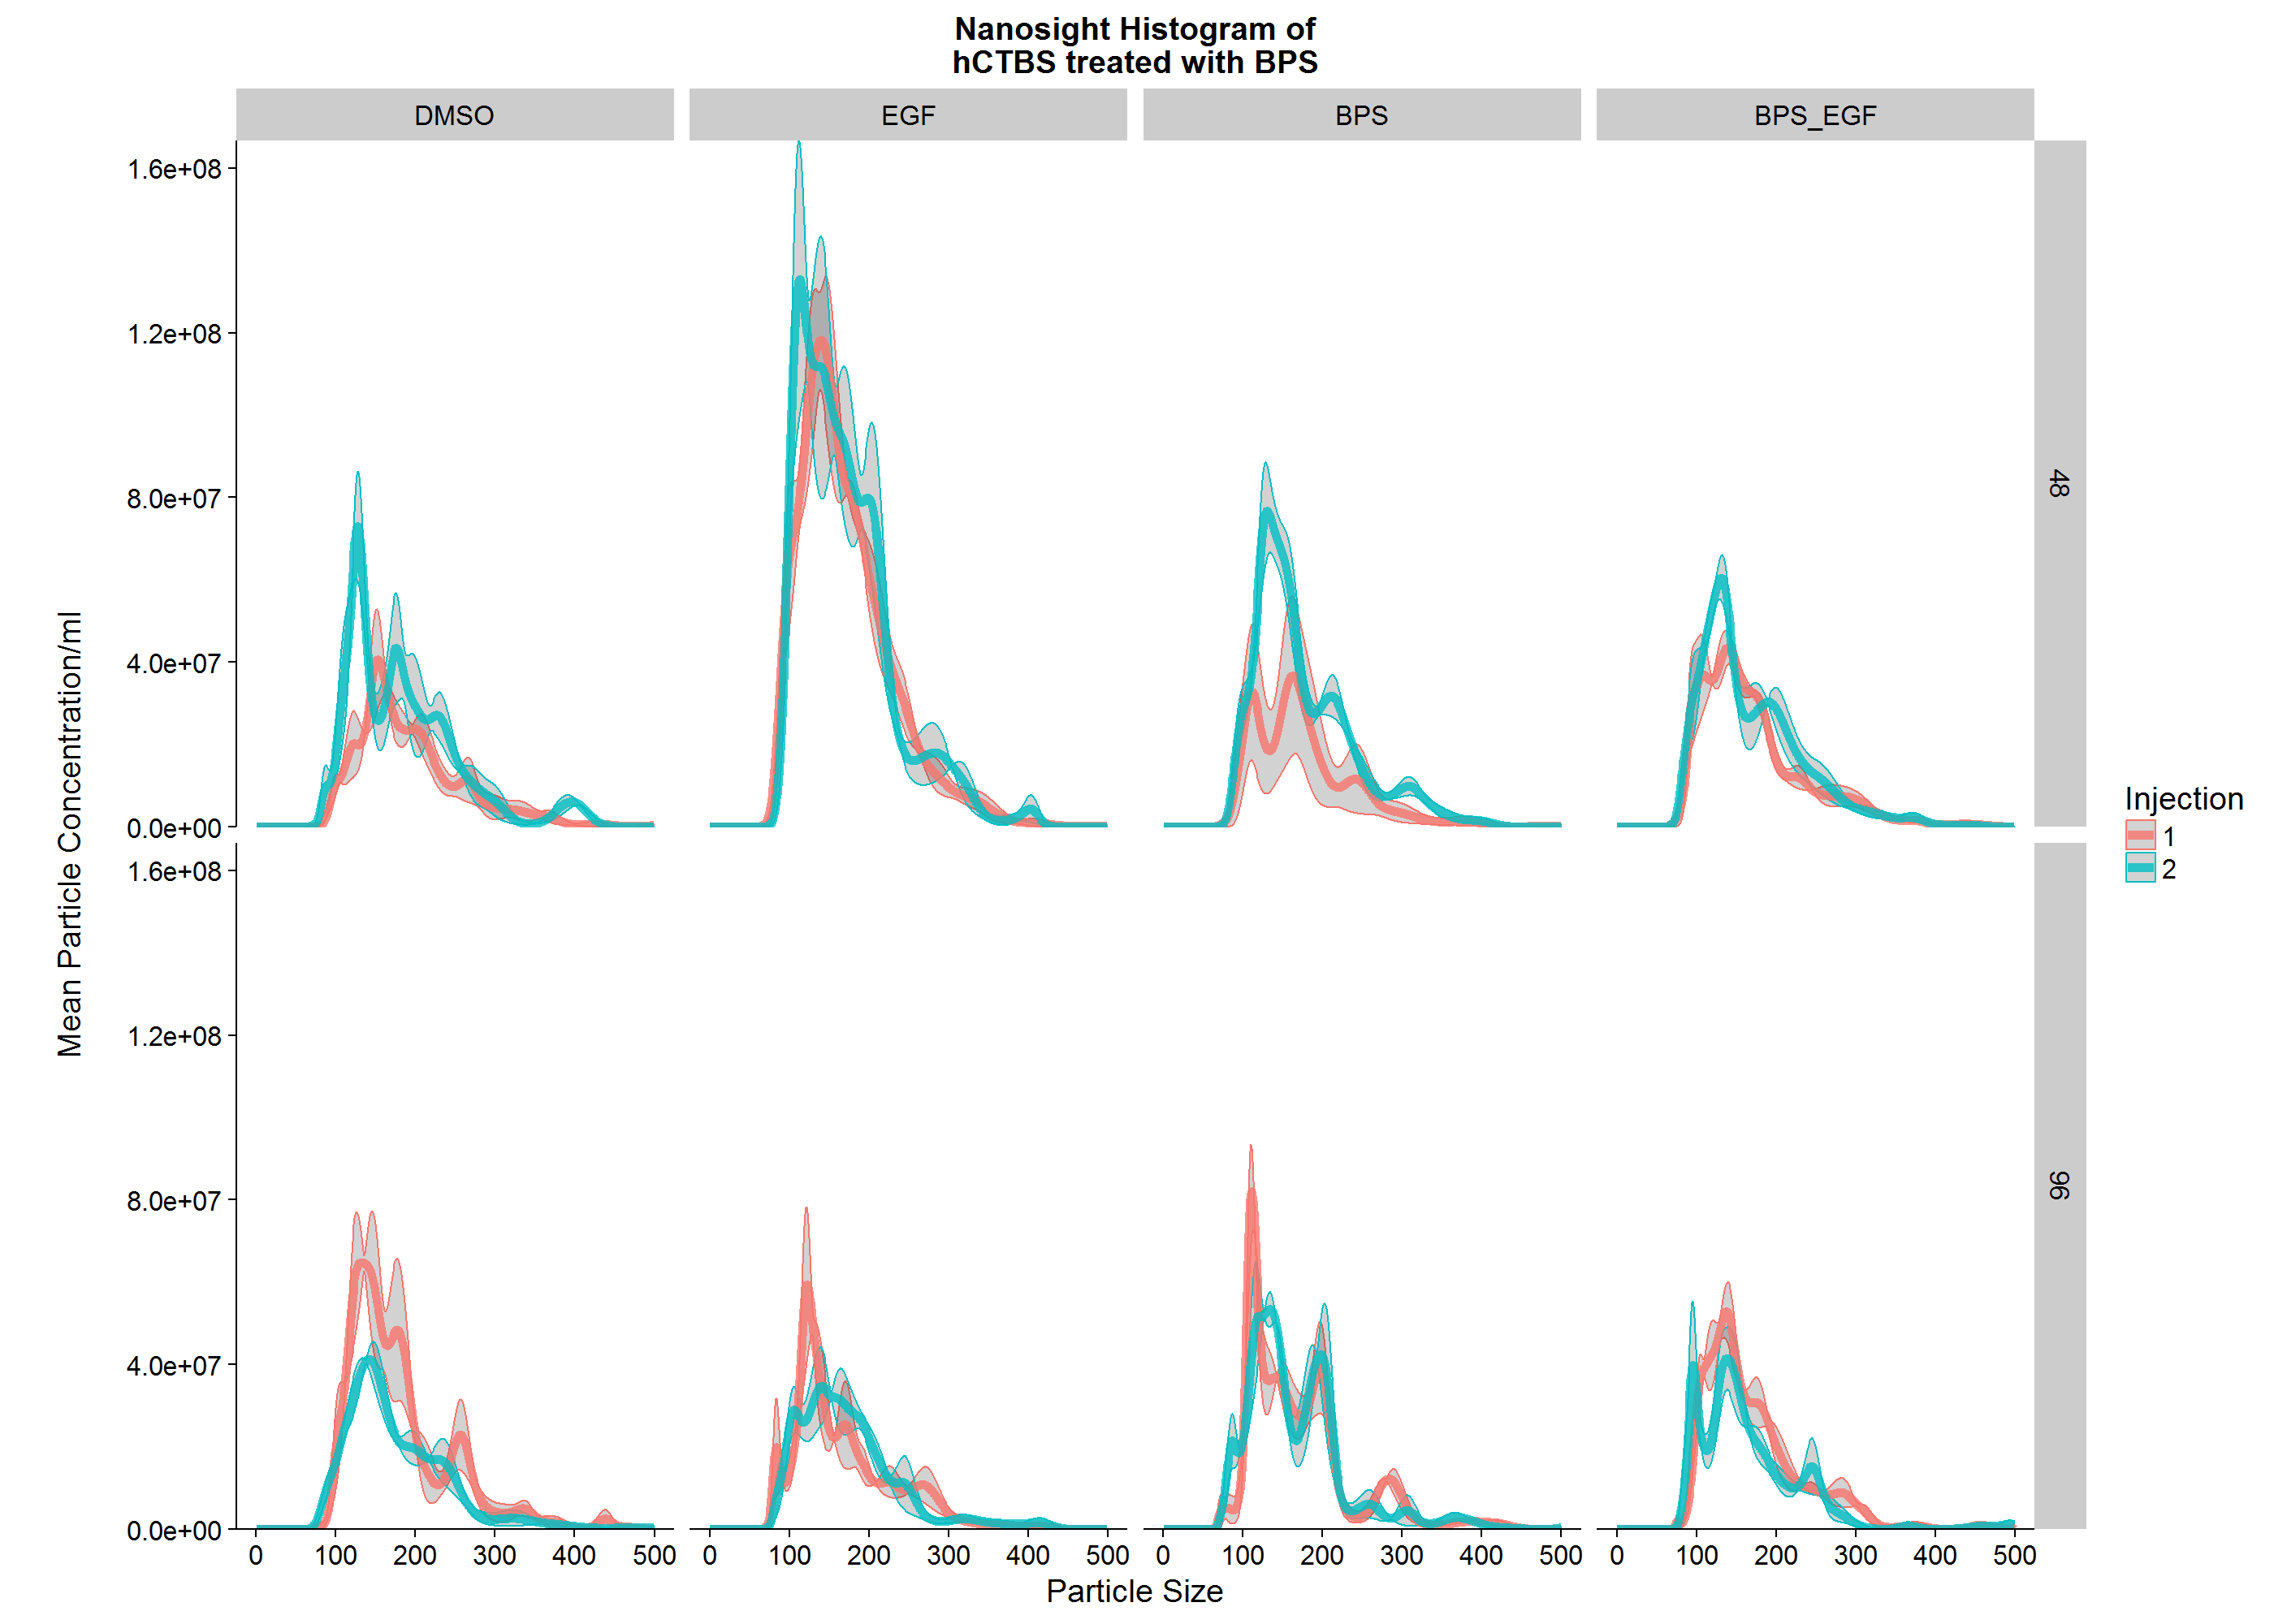 Nanosight Histogram of
hCTBS treated with BPS
DMSO EGF BPS BPS_EGF
48
1.6e+08
1.2e+08
8.0e+07
4.0e+07
0.0e+00
96
1.6e+08
1.2e+08
8.0e+07
4.0e+07
0.0e+00
Mean Particle Concentration/ml
0 100 200 300 400 500 0 100 200 300 400 500 0 100 200 300 400 500 0 100 200 300 400 500
Particle Size
Injection
1
2